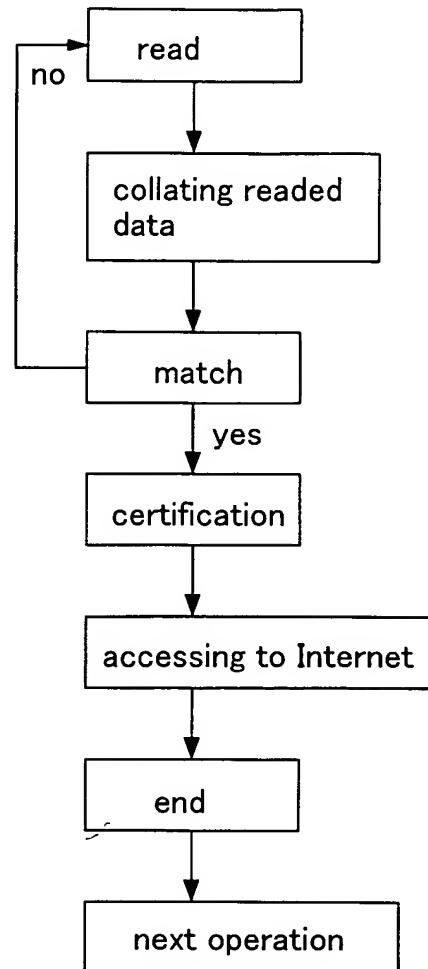 read
no
collating readed
data
match
yes
certification
accessing to Internet
end
next operation